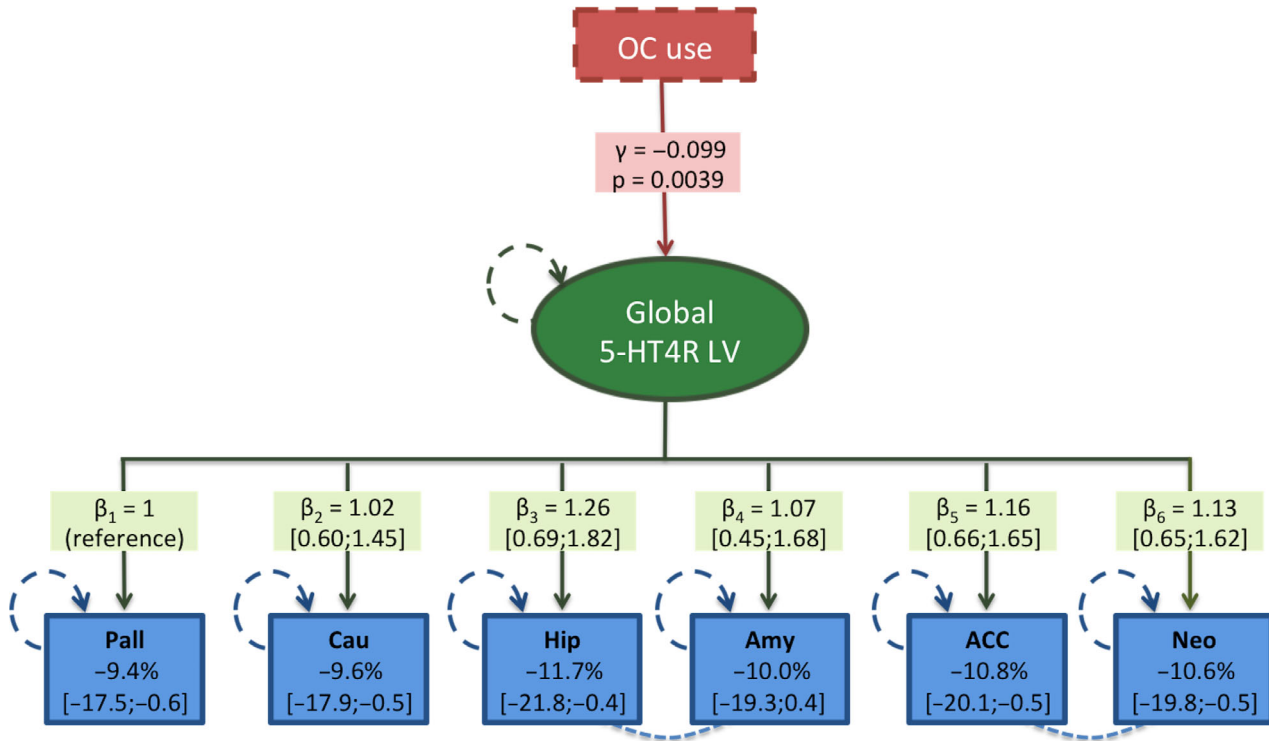 OC use
γ = −0.099
p = 0.0039
Global
5-HT4R LV
β₁ = 1
(reference)
β₂ = 1.02
[0.60;1.45]
β₃ = 1.26
[0.69;1.82]
β₄ = 1.07
[0.45;1.68]
β₅ = 1.16
[0.66;1.65]
β₆ = 1.13
[0.65;1.62]
Pall
−9.4%
[−17.5;−0.6]
Cau
−9.6%
[−17.9;−0.5]
Hip
−11.7%
[−21.8;−0.4]
Amy
−10.0%
[−19.3;0.4]
ACC
−10.8%
[−20.1;−0.5]
Neo
−10.6%
[−19.8;−0.5]